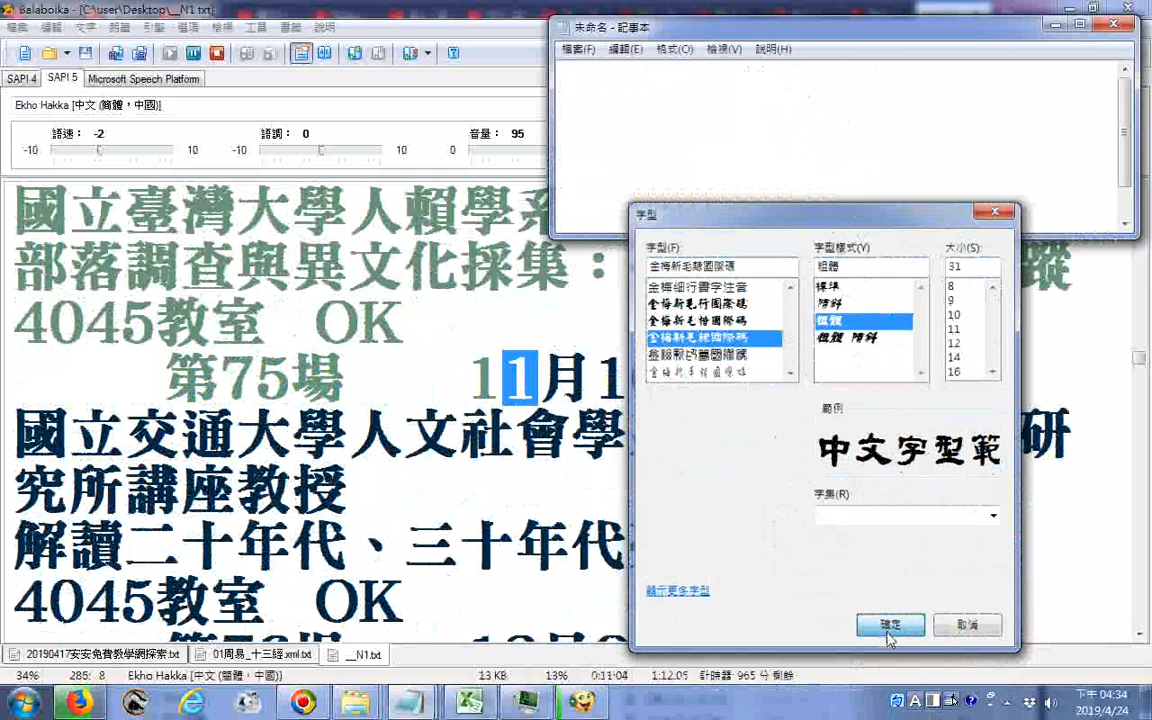 Balabolka - [C:\user\Desktop\__N1.txt]
檔案 編輯 文字 朗讀 引擎 選項 檢視 工具 書籤 說明
SAPI 4 SAPI 5 Microsoft Speech Platform
Ekho Hakka [中文 (簡體，中國)]
語速： -2 語調： 0 音量： 95
-10 10 -10 10 0
未命名 - 記事本
檔案(F) 編輯(E) 格式(O) 檢視(V) 說明(H)
國立臺灣大學人類學系
部落調查與異文化採集： 蹤
4045教室 OK
第75場 11月1
國立交通大學人文社會學 研
究所講座教授
解讀二十年代、三十年代
4045教室 OK
字型
字型(F): 字型樣式(Y) 大小(S):
金梅新毛隸國際碼 粗體 31
金梅細行書字注音 標準 8
金梅新毛行國際碼 傾斜 9
金梅新毛楷國際碼 粗體 10
金梅新毛隸國際碼 粗體 傾斜 11
12
14
16
範例
中文字型範
字集(R)
顯示更多字型
確定 取消
20190417安安免費教學網探索.txt 01周易_十三經.xml.txt __N1.txt
34% 285: 8 Ekho Hakka [中文 (簡體，中國)] 13 KB 13% 0:11:04 1:12:05 計時器： 965 分 剩餘
下午 04:34
2019/4/24